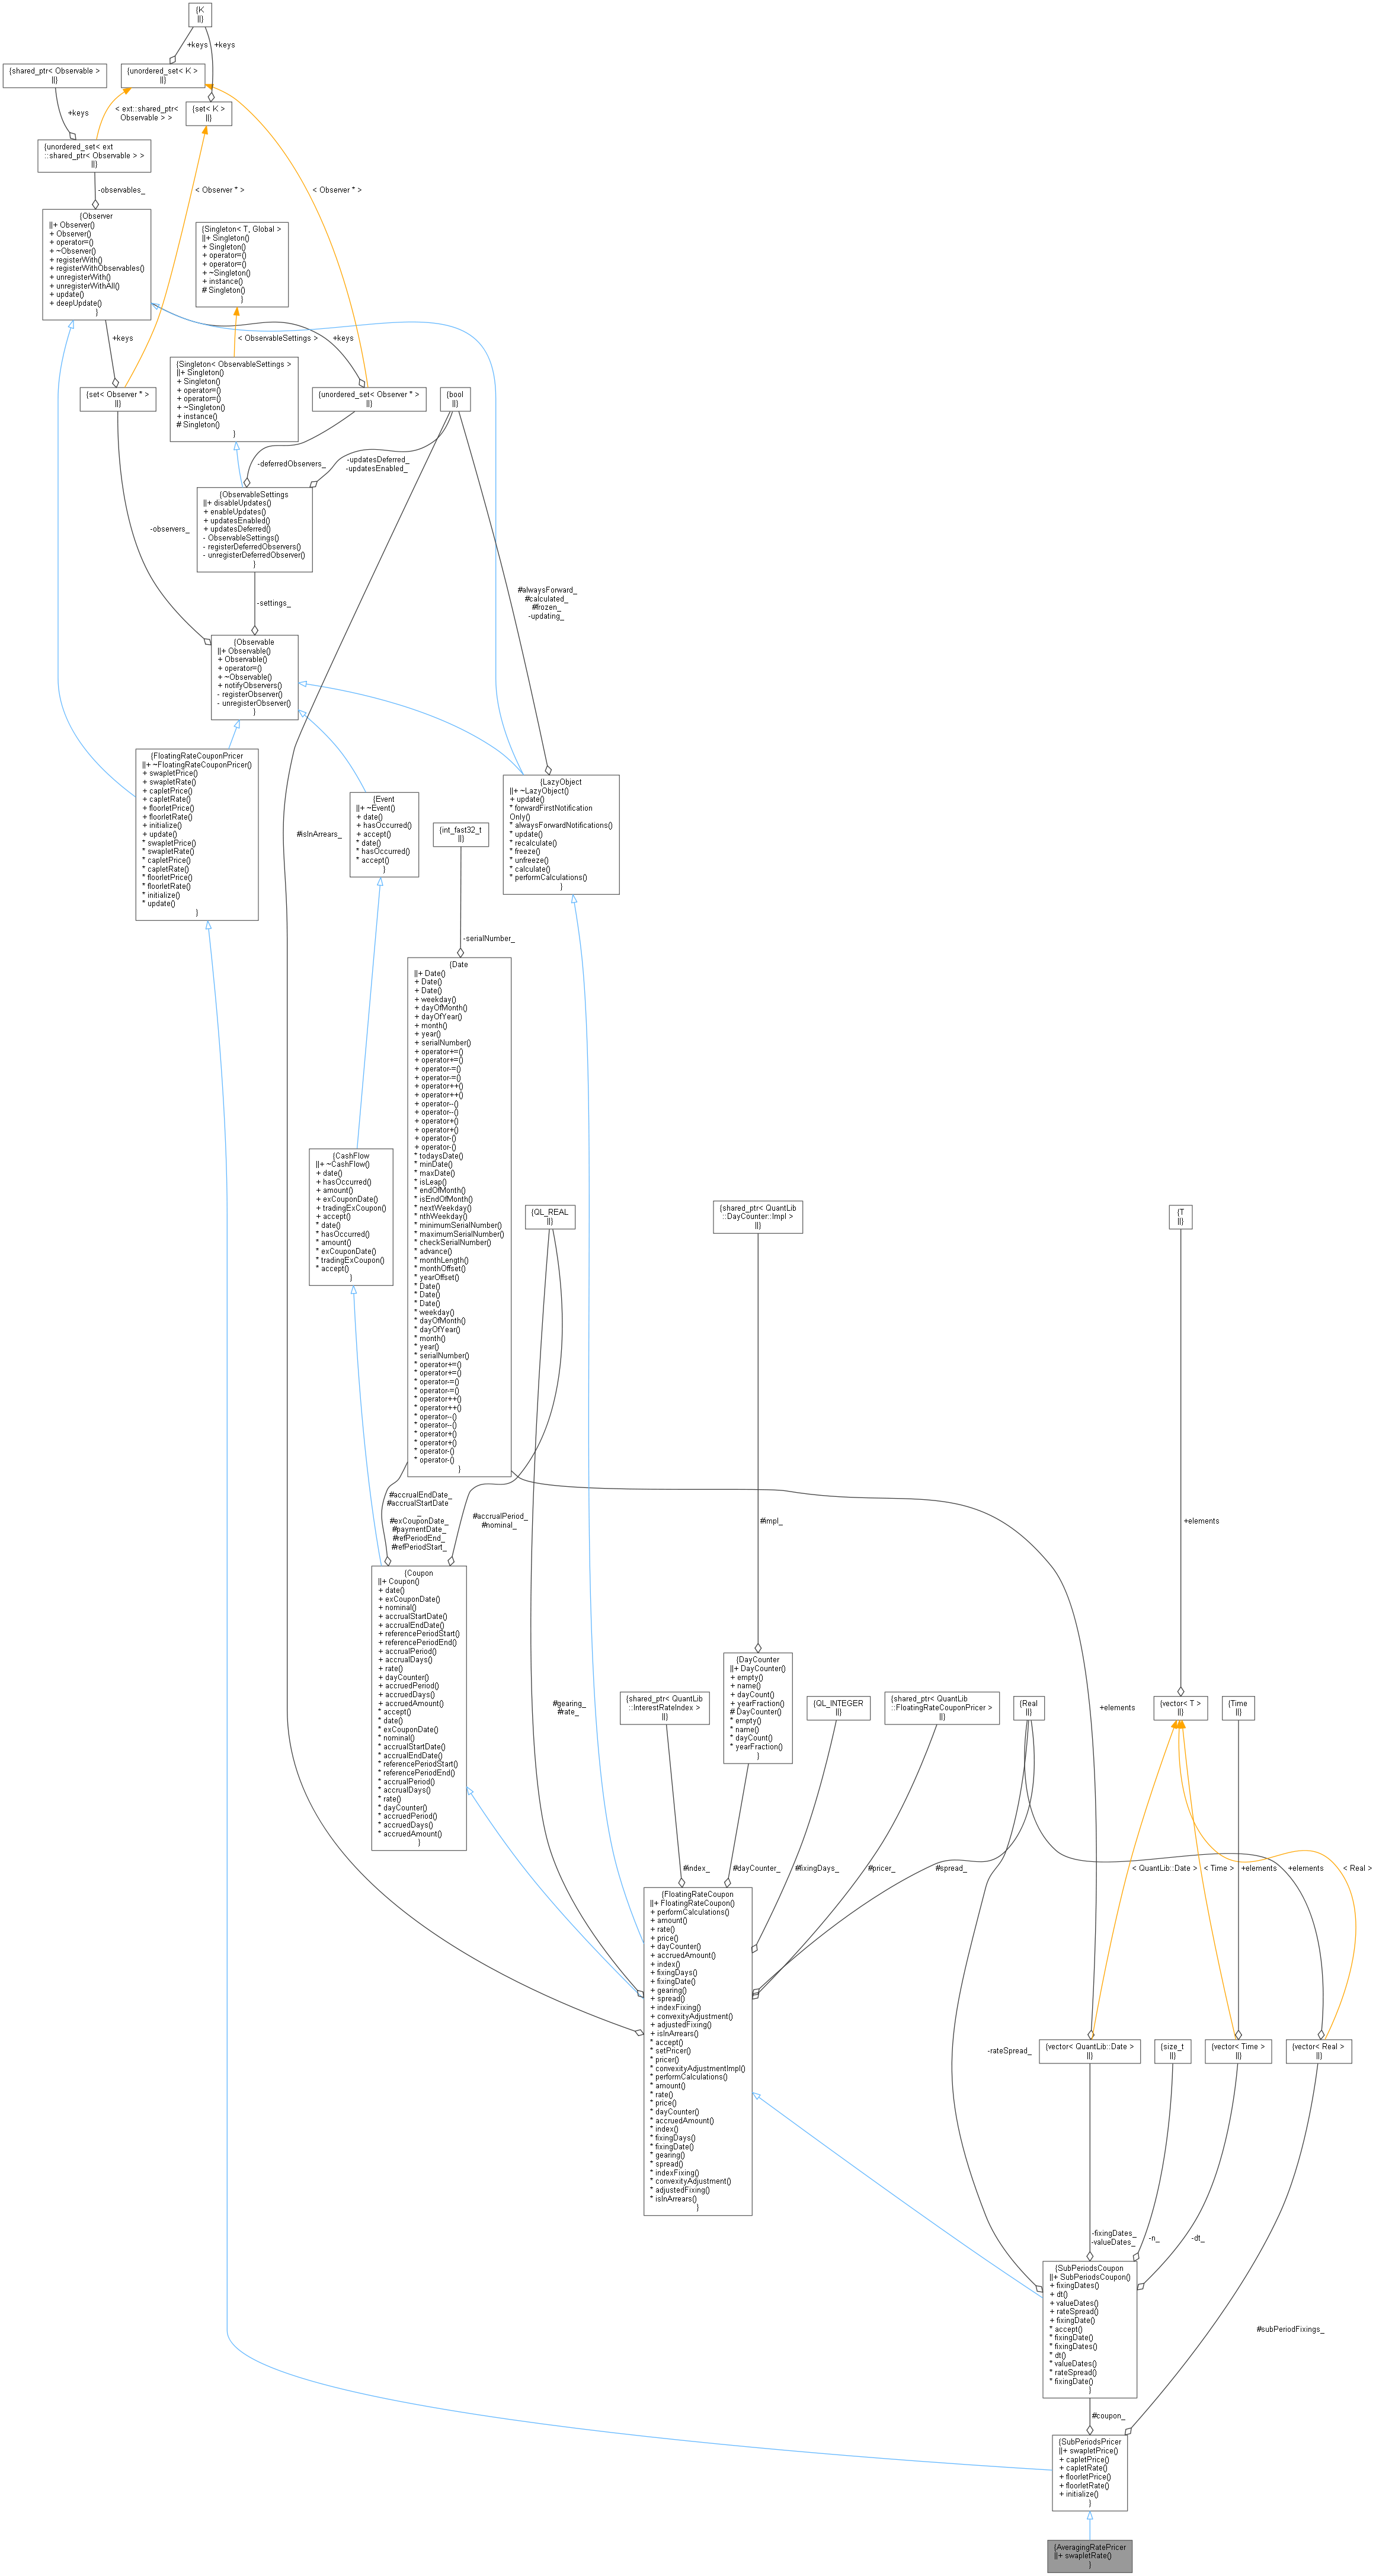 {K
||}
+keys
+keys
{shared_ptr< Observable >
||}
{unordered_set< K >
||}
+keys
< ext::shared_ptr<
Observable > >
{set< K >
||}
{unordered_set< ext
::shared_ptr< Observable > >
||}
-observables_
< Observer * >
< Observer * >
{Observer
||+ Observer()
+ Observer()
+ operator=()
+ ~Observer()
+ registerWith()
+ registerWithObservables()
+ unregisterWith()
+ unregisterWithAll()
+ update()
+ deepUpdate()
}
{Singleton< T, Global >
||+ Singleton()
+ Singleton()
+ operator=()
+ operator=()
+ ~Singleton()
+ instance()
# Singleton()
}
+keys
< ObservableSettings >
+keys
{Singleton< ObservableSettings >
||+ Singleton()
+ Singleton()
+ operator=()
+ operator=()
+ ~Singleton()
+ instance()
# Singleton()
}
{set< Observer * >
||}
{unordered_set< Observer * >
||}
{bool
||}
-deferredObservers_
-updatesDeferred_
-updatesEnabled_
{ObservableSettings
||+ disableUpdates()
+ enableUpdates()
+ updatesEnabled()
+ updatesDeferred()
- ObservableSettings()
- registerDeferredObservers()
- unregisterDeferredObserver()
}
-observers_
-settings_
#alwaysForward_
#calculated_
#frozen_
-updating_
{Observable
||+ Observable()
+ Observable()
+ operator=()
+ ~Observable()
+ notifyObservers()
- registerObserver()
- unregisterObserver()
}
{FloatingRateCouponPricer
||+ ~FloatingRateCouponPricer()
+ swapletPrice()
+ swapletRate()
+ capletPrice()
+ capletRate()
+ floorletPrice()
+ floorletRate()
+ initialize()
+ update()
* swapletPrice()
* swapletRate()
* capletPrice()
* capletRate()
* floorletPrice()
* floorletRate()
* initialize()
* update()
}
#isInArrears_
{Event
||+ ~Event()
+ date()
+ hasOccurred()
+ accept()
* date()
* hasOccurred()
* accept()
}
{LazyObject
||+ ~LazyObject()
+ update()
* forwardFirstNotification
Only()
* alwaysForwardNotifications()
* update()
* recalculate()
* freeze()
* unfreeze()
* calculate()
* performCalculations()
}
{int_fast32_t
||}
-serialNumber_
{Date
||+ Date()
+ Date()
+ Date()
+ weekday()
+ dayOfMonth()
+ dayOfYear()
+ month()
+ year()
+ serialNumber()
+ operator+=()
+ operator+=()
+ operator-=()
+ operator-=()
+ operator++()
+ operator++()
+ operator--()
+ operator--()
+ operator+()
+ operator+()
+ operator-()
+ operator-()
* todaysDate()
* minDate()
* maxDate()
* isLeap()
* endOfMonth()
* isEndOfMonth()
* nextWeekday()
* nthWeekday()
* minimumSerialNumber()
* maximumSerialNumber()
* checkSerialNumber()
* advance()
* monthLength()
* monthOffset()
* yearOffset()
* Date()
* Date()
* Date()
* weekday()
* dayOfMonth()
* dayOfYear()
* month()
* year()
* serialNumber()
* operator+=()
* operator+=()
* operator-=()
* operator-=()
* operator++()
* operator++()
* operator--()
* operator--()
* operator+()
* operator+()
* operator-()
* operator-()
}
{CashFlow
||+ ~CashFlow()
+ date()
+ hasOccurred()
+ amount()
+ exCouponDate()
+ tradingExCoupon()
+ accept()
* date()
* hasOccurred()
* amount()
* exCouponDate()
* tradingExCoupon()
* accept()
}
{QL_REAL
||}
{shared_ptr< QuantLib
::DayCounter::Impl >
||}
{T
||}
#accrualEndDate_
#accrualStartDate
_
#exCouponDate_
#paymentDate_
#refPeriodEnd_
#refPeriodStart_
#accrualPeriod_
#nominal_
#impl_
+elements
{Coupon
||+ Coupon()
+ date()
+ exCouponDate()
+ nominal()
+ accrualStartDate()
+ accrualEndDate()
+ referencePeriodStart()
+ referencePeriodEnd()
+ accrualPeriod()
+ accrualDays()
+ rate()
+ dayCounter()
+ accruedPeriod()
+ accruedDays()
+ accruedAmount()
* accept()
* date()
* exCouponDate()
* nominal()
* accrualStartDate()
* accrualEndDate()
* referencePeriodStart()
* referencePeriodEnd()
* accrualPeriod()
* accrualDays()
* rate()
* dayCounter()
* accruedPeriod()
* accruedDays()
* accruedAmount()
}
#gearing_
#rate_
{shared_ptr< QuantLib
::InterestRateIndex >
||}
{DayCounter
||+ DayCounter()
+ empty()
+ name()
+ dayCount()
+ yearFraction()
# DayCounter()
* empty()
* name()
* dayCount()
* yearFraction()
}
{QL_INTEGER
||}
{shared_ptr< QuantLib
::FloatingRateCouponPricer >
||}
{Real
||}
+elements
{vector< T >
||}
{Time
||}
#index_
#dayCounter_
#fixingDays_
#pricer_
#spread_
< QuantLib::Date >
< Time >
+elements
+elements
< Real >
{FloatingRateCoupon
||+ FloatingRateCoupon()
+ performCalculations()
+ amount()
+ rate()
+ price()
+ dayCounter()
+ accruedAmount()
+ index()
+ fixingDays()
+ fixingDate()
+ gearing()
+ spread()
+ indexFixing()
+ convexityAdjustment()
+ adjustedFixing()
+ isInArrears()
* accept()
* setPricer()
* pricer()
* convexityAdjustmentImpl()
* performCalculations()
* amount()
* rate()
* price()
* dayCounter()
* accruedAmount()
* index()
* fixingDays()
* fixingDate()
* gearing()
* spread()
* indexFixing()
* convexityAdjustment()
* adjustedFixing()
* isInArrears()
}
-rateSpread_
{vector< QuantLib::Date >
||}
{size_t
||}
{vector< Time >
||}
{vector< Real >
||}
-fixingDates_
-valueDates_
-n_
-dt_
{SubPeriodsCoupon
||+ SubPeriodsCoupon()
+ fixingDates()
+ dt()
+ valueDates()
+ rateSpread()
+ fixingDate()
* accept()
* fixingDate()
* fixingDates()
* dt()
* valueDates()
* rateSpread()
* fixingDate()
}
#subPeriodFixings_
#coupon_
{SubPeriodsPricer
||+ swapletPrice()
+ capletPrice()
+ capletRate()
+ floorletPrice()
+ floorletRate()
+ initialize()
}
{AveragingRatePricer
||+ swapletRate()
}